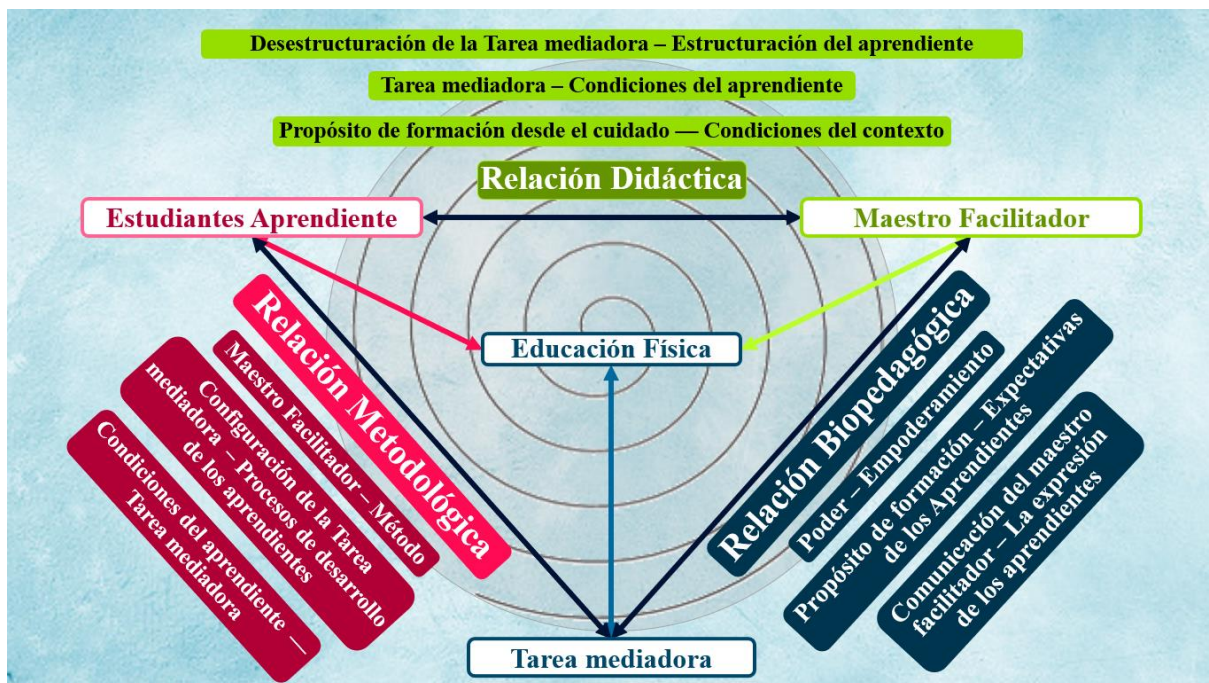 Desestructuración de la Tarea mediadora – Estructuración del aprendiente
Tarea mediadora – Condiciones del aprendiente
Propósito de formación desde el cuidado — Condiciones del contexto
Relación Didáctica
Estudiantes Aprendiente
Maestro Facilitador
Educación Física
Relación Metodológica
Maestro Facilitador – Método
Configuración de la Tarea
mediadora – Procesos de desarrollo
de los aprendientes
Condiciones del aprendiente —
Tarea mediadora
Relación Biopedagógica
Poder – Empoderamiento
Propósito de formación – Expectativas
de los Aprendientes
Comunicación del maestro
facilitador – La expresión
de los aprendientes
Tarea mediadora